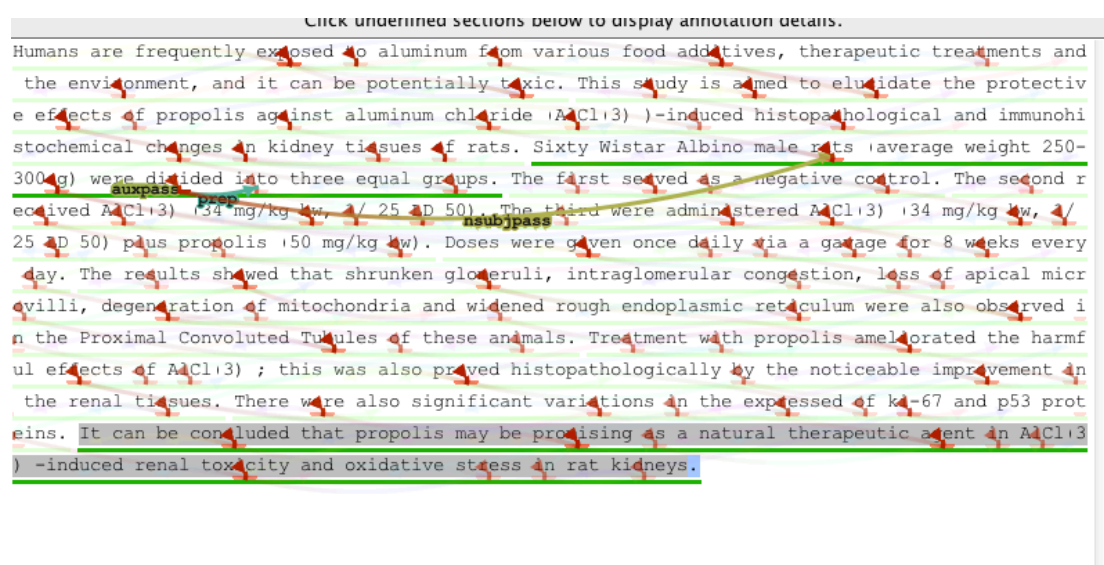 Click underlined sections below to display annotation details.
Humans are frequently exposed to aluminum from various food additives, therapeutic treatments and
the environment, and it can be potentially toxic. This study is aimed to elucidate the protectiv
e effects of propolis against aluminum chloride (AlCl(3) )-induced histopathological and immunohi
stochemical changes in kidney tissues of rats. Sixty Wistar Albino male rats (average weight 250-
300 g) were divided into three equal groups. The first served as a negative control. The second r
auxpass
prep
eceived AlCl(3) (34 mg/kg bw, 1/ 25 LD 50). The third were administered AlCl(3) (34 mg/kg bw, 1/
nsubjpass
25 LD 50) plus propolis (50 mg/kg bw). Doses were given once daily via a gavage for 8 weeks every
day. The results showed that shrunken glomeruli, intraglomerular congestion, loss of apical micr
ovilli, degeneration of mitochondria and widened rough endoplasmic reticulum were also observed i
n the Proximal Convoluted Tubules of these animals. Treatment with propolis ameliorated the harmf
ul effects of AlCl(3) ; this was also proved histopathologically by the noticeable improvement in
the renal tissues. There were also significant variations in the expressed of ki-67 and p53 prot
eins. It can be concluded that propolis may be promising as a natural therapeutic agent in AlCl(3
) -induced renal toxicity and oxidative stress in rat kidneys.